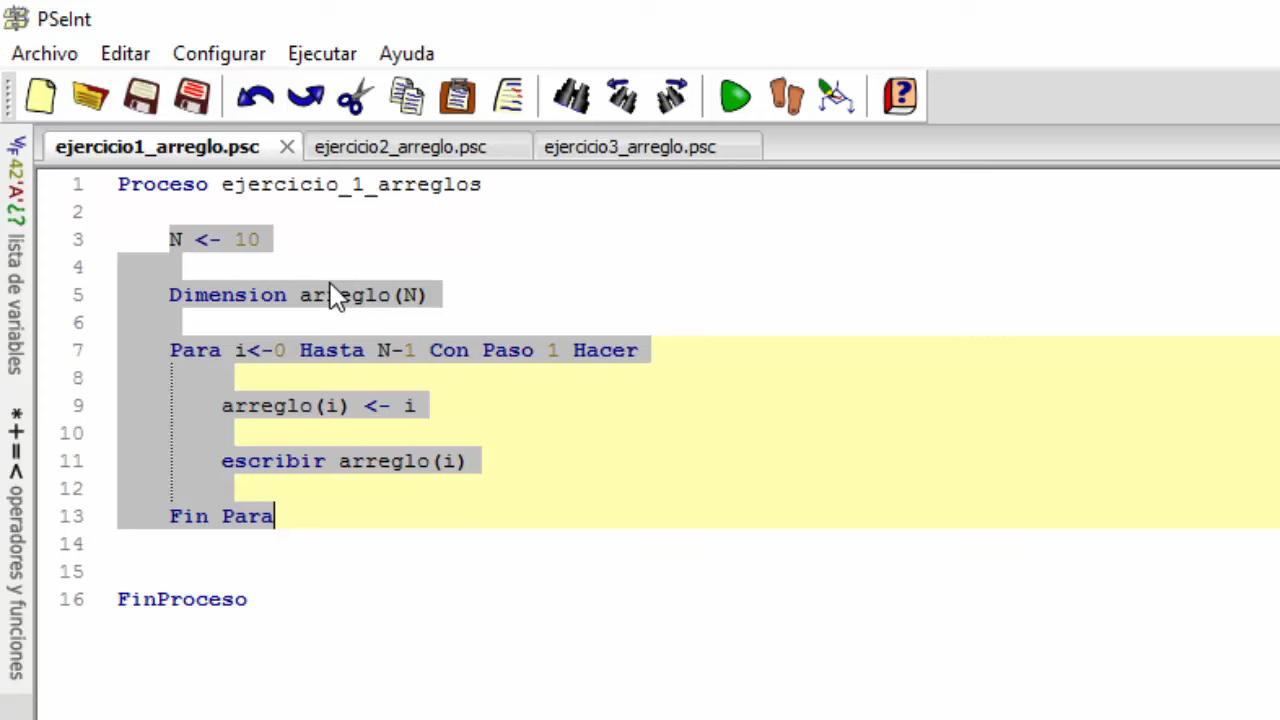 PSeInt
Archivo Editar Configurar Ejecutar Ayuda
ejercicio1_arreglo.psc ejercicio2_arreglo.psc ejercicio3_arreglo.psc
42 'A' ¿? lista de variables
*+=< operadores y funciones
1 Proceso ejercicio_1_arreglos
2
3 N <- 10
4
5 Dimension arreglo(N)
6
7 Para i<-0 Hasta N-1 Con Paso 1 Hacer
8
9 arreglo(i) <- i
10
11 escribir arreglo(i)
12
13 Fin Para
14
15
16 FinProceso